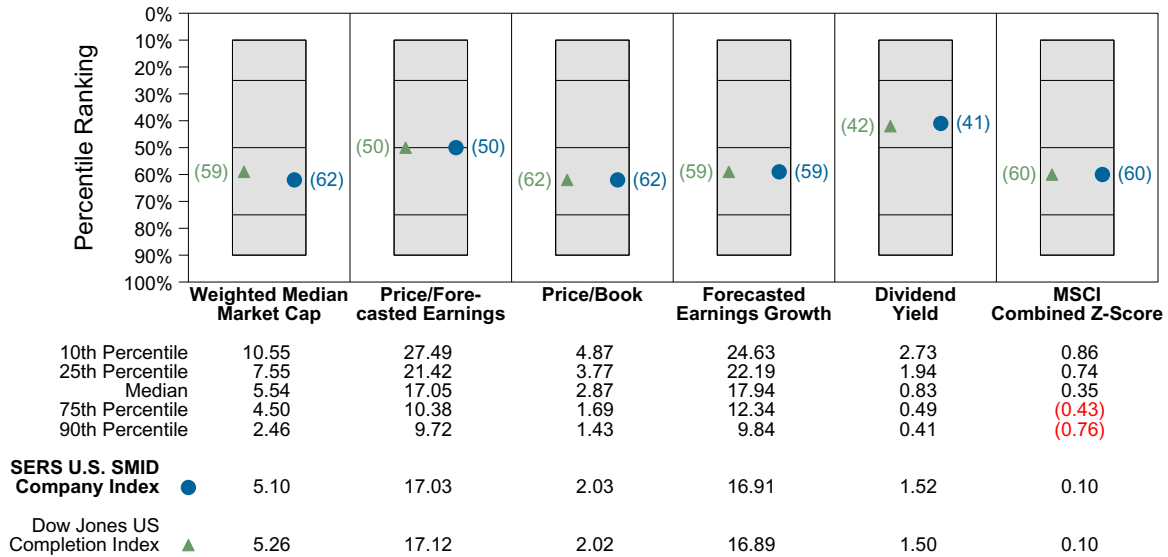 Percentile Ranking
0%
10%
20%
30%
40%
50%
60%
70%
80%
90%
100%
(59) (62)
(50) (50)
(62) (62)
(59) (59)
(42) (41)
(60) (60)
Weighted Median
Market Cap
Price/Fore-
casted Earnings
Price/Book
Forecasted
Earnings Growth
Dividend
Yield
MSCI
Combined Z-Score
10th Percentile 10.55 27.49 4.87 24.63 2.73 0.86
25th Percentile 7.55 21.42 3.77 22.19 1.94 0.74
Median 5.54 17.05 2.87 17.94 0.83 0.35
75th Percentile 4.50 10.38 1.69 12.34 0.49 (0.43)
90th Percentile 2.46 9.72 1.43 9.84 0.41 (0.76)
SERS U.S. SMID
Company Index 5.10 17.03 2.03 16.91 1.52 0.10
Dow Jones US
Completion Index 5.26 17.12 2.02 16.89 1.50 0.10